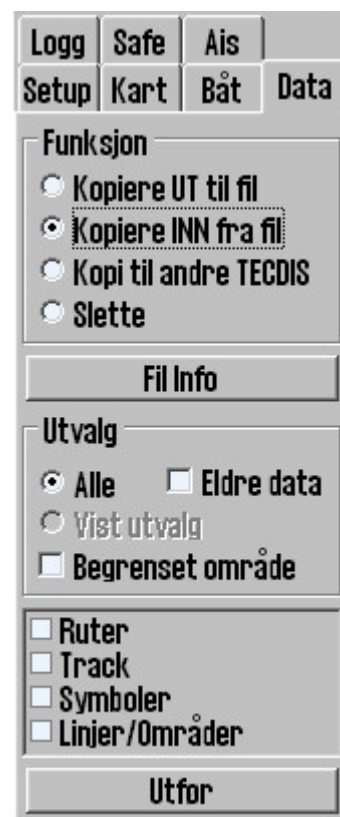 Logg Safe Ais
Setup Kart Båt Data
Funksjon
Kopiere UT til fil
Kopiere INN fra fil
Kopi til andre TECDIS
Slette
Fil Info
Utvalg
Alle Eldre data
Vist utvalg
Begrenset område
Ruter
Track
Symboler
Linjer/Områder
Utfor